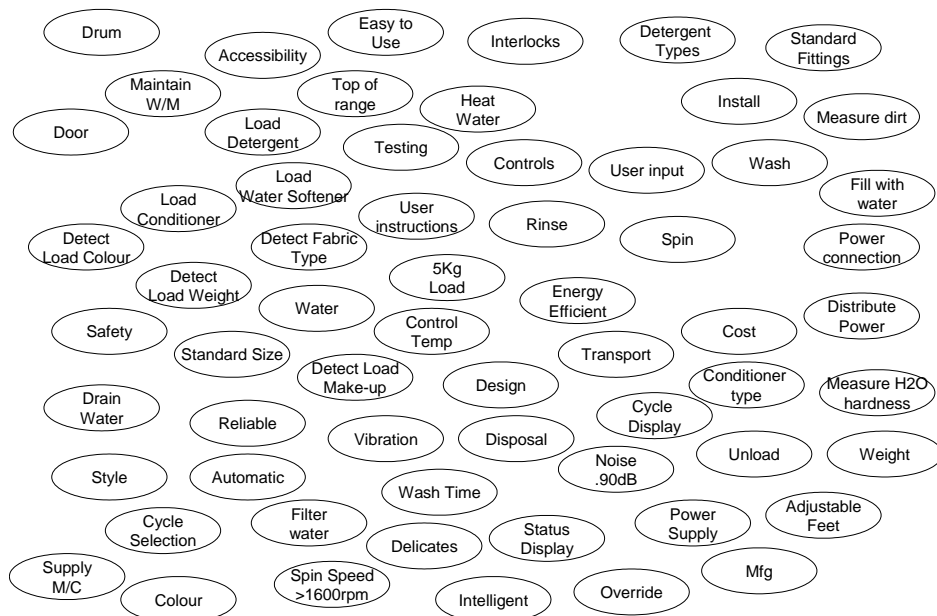 Drum
Accessibility
Easy to
Use
Interlocks
Detergent
Types
Standard
Fittings
Maintain
W/M
Top of
range
Heat
Water
Install
Measure dirt
Door
Load
Detergent
Testing
Controls
User input
Wash
Load
Water Softener
Fill with
water
Load
Conditioner
User
instructions
Rinse
Spin
Detect
Load Colour
Detect Fabric
Type
Power
connection
Detect
Load Weight
5Kg
Load
Water
Energy
Efficient
Distribute
Power
Safety
Control
Temp
Cost
Standard Size
Transport
Detect Load
Make-up
Design
Conditioner
type
Measure H2O
hardness
Drain
Water
Reliable
Cycle
Display
Vibration
Disposal
Unload
Weight
Style
Automatic
Noise
.90dB
Wash Time
Cycle
Selection
Filter
water
Delicates
Status
Display
Power
Supply
Adjustable
Feet
Supply
M/C
Colour
Spin Speed
>1600rpm
Intelligent
Override
Mfg